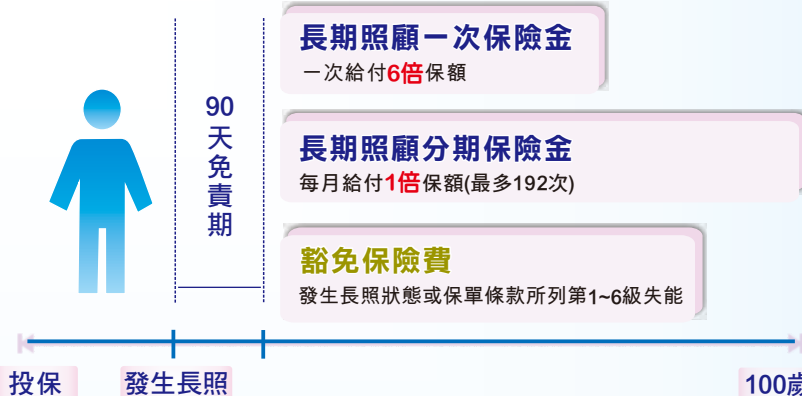 長期照顧一次保險金
一次給付6倍保額
90天免責期
長期照顧分期保險金
每月給付1倍保額(最多192次)
豁免保險費
發生長照狀態或保單條款所列第1~6級失能
投保
發生長照
100歲